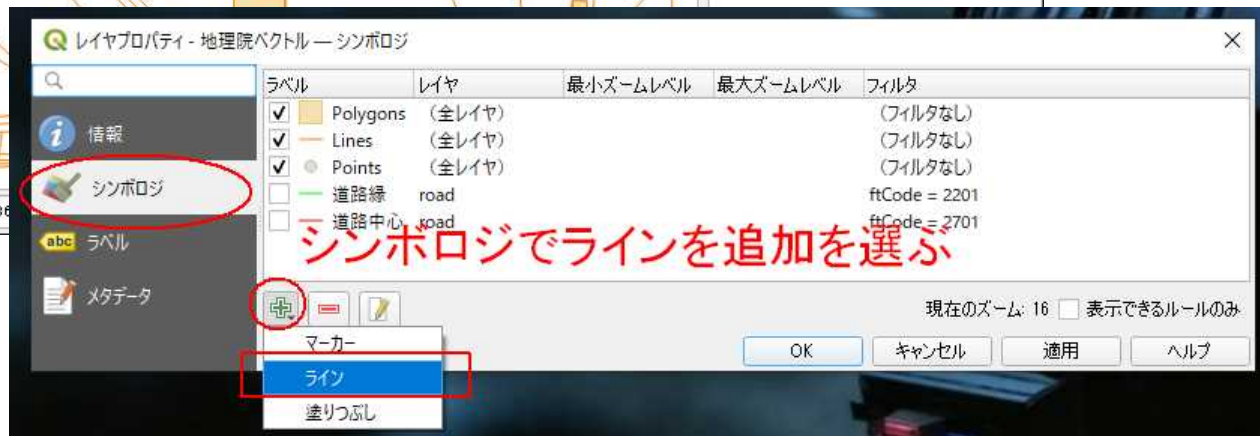 レイヤプロパティ - 地理院ベクトル — シンボロジ
情報
シンボロジ
abc ラベル
メタデータ
ラベル レイヤ 最小ズームレベル 最大ズームレベル フィルタ
Polygons （全レイヤ） （フィルタなし）
Lines （全レイヤ） （フィルタなし）
Points （全レイヤ） （フィルタなし）
道路縁 road ftCode = 2201
道路中心 road ftCode = 2701
シンボロジでラインを追加を選ぶ
現在のズーム: 16 表示できるルールのみ
マーカー
ライン
塗りつぶし
OK キャンセル 適用 ヘルプ